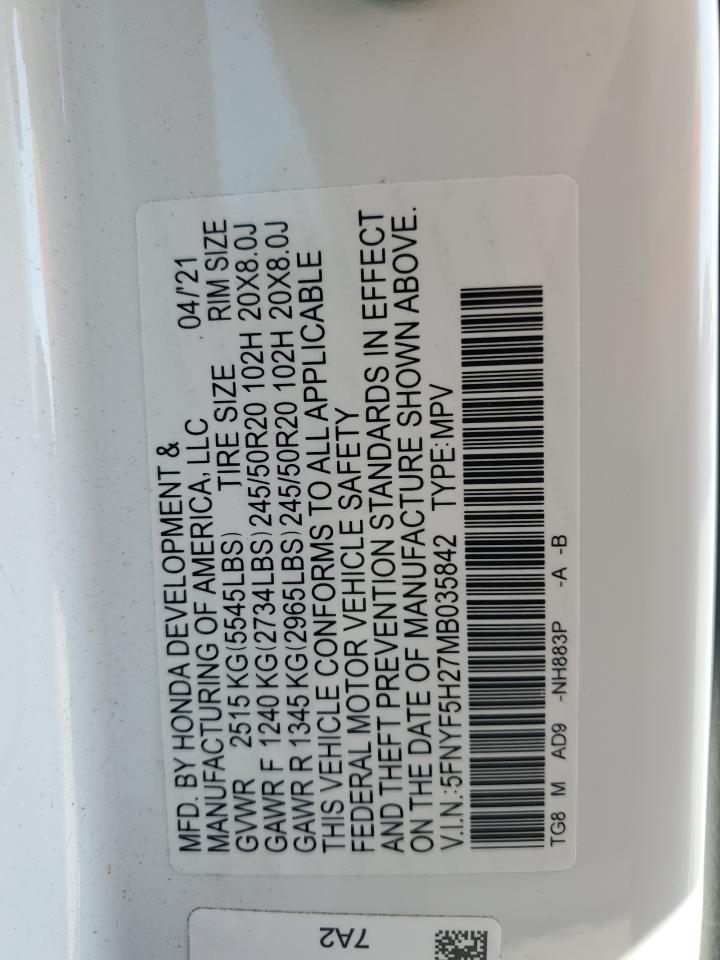 MFD. BY HONDA DEVELOPMENT &
MANUFACTURING OF AMERICA, LLC 04/'21
GVWR 2515 KG(5545LBS) TIRE SIZE RIM SIZE
GAWR F 1240 KG(2734LBS) 245/50R20 102H 20X8.0J
GAWR R 1345 KG(2965LBS) 245/50R20 102H 20X8.0J
THIS VEHICLE CONFORMS TO ALL APPLICABLE
FEDERAL MOTOR VEHICLE SAFETY
AND THEFT PREVENTION STANDARDS IN EFFECT
ON THE DATE OF MANUFACTURE SHOWN ABOVE.
V.I.N.:5FNYF5H27MB035842 TYPE:MPV
TG8 M AD9 -NH883P -A -B
7A2